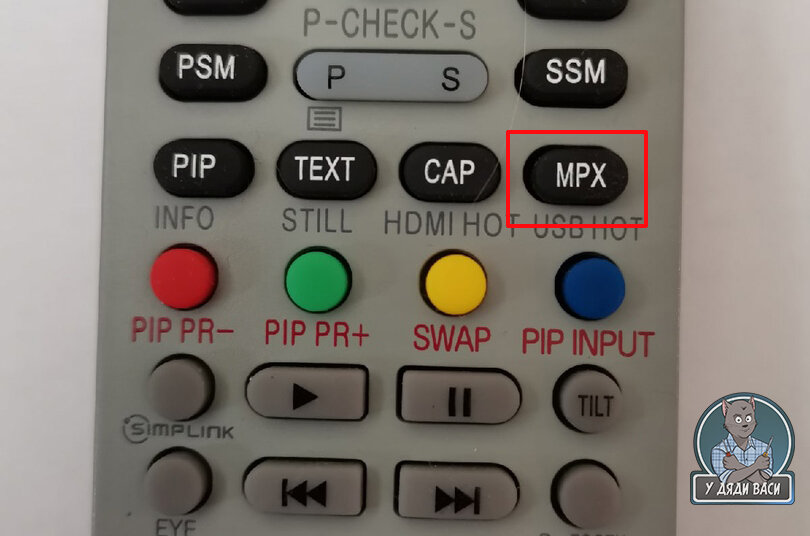 P-CHECK-S
PSM P S SSM
PIP TEXT CAP MPX
INFO STILL HDMI HOT USB HOT
PIP PR- PIP PR+ SWAP PIP INPUT
TILT
SIMPLINK
EYE
У ДЯДИ ВАСИ